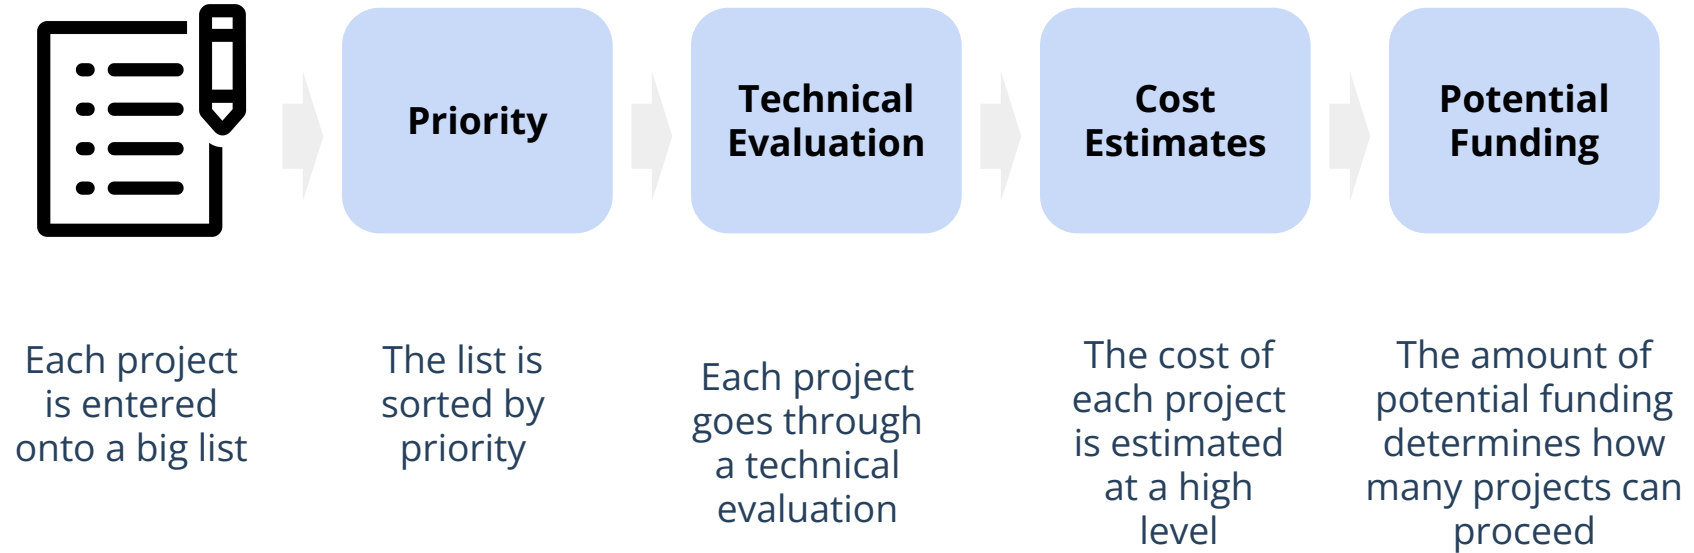 Priority
Technical
Evaluation
Cost
Estimates
Potential
Funding
Each project
is entered
onto a big list
The list is
sorted by
priority
Each project
goes through
a technical
evaluation
The cost of
each project
is estimated
at a high
level
The amount of
potential funding
determines how
many projects can
proceed